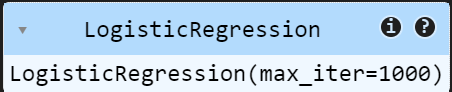 LogisticRegression i ?
LogisticRegression(max_iter=1000)